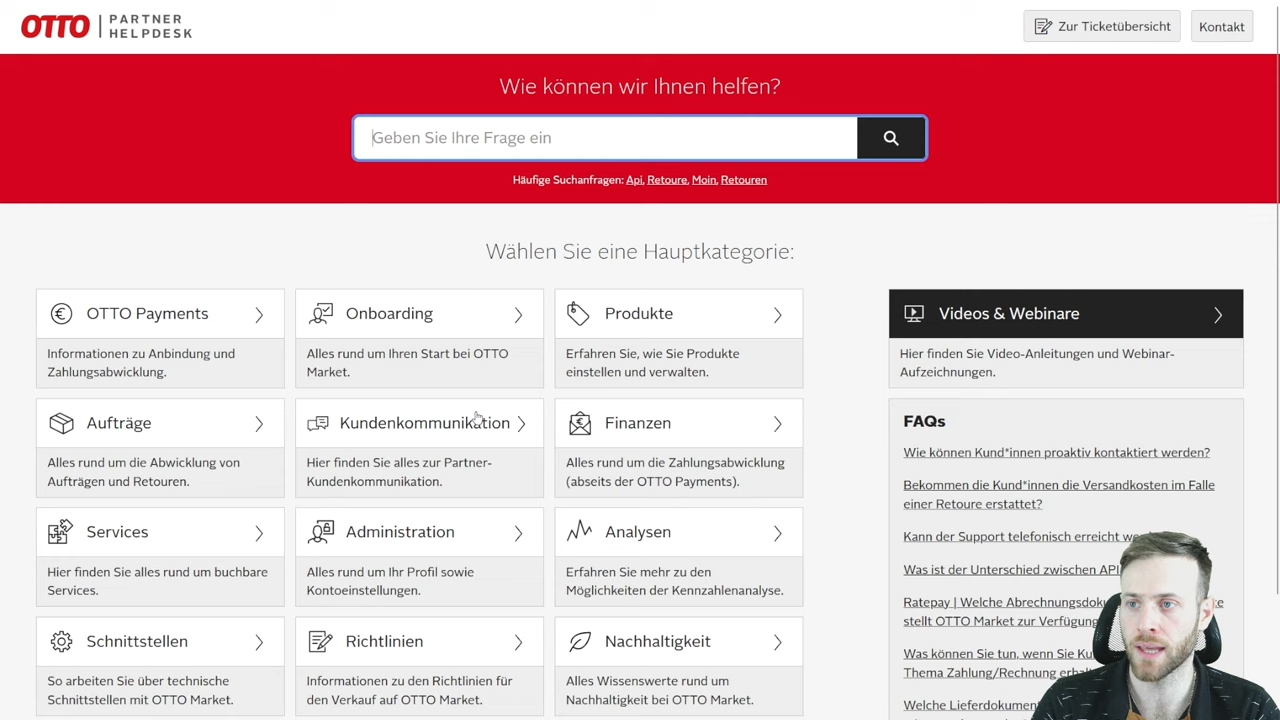 OTTO | PARTNER HELPDESK
Zur Ticketübersicht
Kontakt
Wie können wir Ihnen helfen?
Geben Sie Ihre Frage ein
Häufige Suchanfragen: Api, Retoure, Moin, Retouren
Wählen Sie eine Hauptkategorie:
OTTO Payments
Informationen zu Anbindung und
Zahlungsabwicklung.
Onboarding
Alles rund um Ihren Start bei OTTO
Market.
Produkte
Erfahren Sie, wie Sie Produkte
einstellen und verwalten.
Aufträge
Alles rund um die Abwicklung von
Aufträgen und Retouren.
Kundenkommunikation
Hier finden Sie alles zur Partner-
Kundenkommunikation.
Finanzen
Alles rund um die Zahlungsabwicklung
(abseits der OTTO Payments).
Services
Hier finden Sie alles rund um buchbare
Services.
Administration
Alles rund um Ihr Profil sowie
Kontoeinstellungen.
Analysen
Erfahren Sie mehr zu den
Möglichkeiten der Kennzahlenanalyse.
Schnittstellen
So arbeiten Sie über technische
Schnittstellen mit OTTO Market.
Richtlinien
Informationen zu den Richtlinien für
den Verkauf auf OTTO Market.
Nachhaltigkeit
Alles Wissenswerte rund um
Nachhaltigkeit bei OTTO Market.
Videos & Webinare
Hier finden Sie Video-Anleitungen und Webinar-
Aufzeichnungen.
FAQs
Wie können Kund*innen proaktiv kontaktiert werden?
Bekommen die Kund*innen die Versandkosten im Falle
einer Retoure erstattet?
Kann der Support telefonisch erreicht
Was ist der Unterschied zwischen API
Ratepay | Welche
stellt OTTO Market zur
Was können Sie tun, wenn Sie
Thema Zahlung/Rechnung
Welche